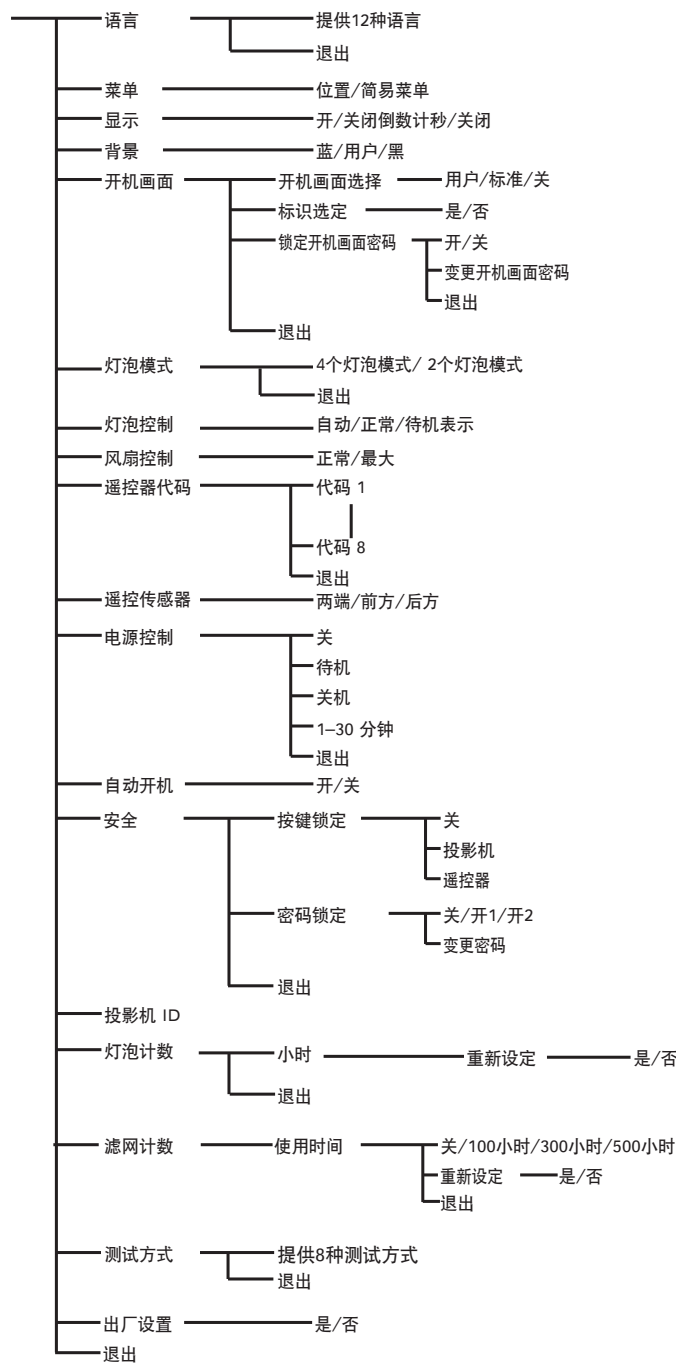 语言 提供12种语言
退出
菜单 位置/简易菜单
显示 开/关闭倒数计秒/关闭
背景 蓝/用户/黑
开机画面 开机画面选择 用户/标准/关
标识选定 是/否
锁定开机画面密码 开/关
变更开机画面密码
退出
退出
灯泡模式 4个灯泡模式/ 2个灯泡模式
退出
灯泡控制 自动/正常/待机表示
风扇控制 正常/最大
遥控器代码 代码 1
代码 8
退出
遥控传感器 两端/前方/后方
电源控制 关
待机
关机
1–30 分钟
退出
自动开机 开/关
安全 按键锁定 关
投影机
遥控器
密码锁定 关/开1/开2
变更密码
退出
投影机 ID
灯泡计数 小时 重新设定 是/否
退出
滤网计数 使用时间 关/100小时/300小时/500小时
重新设定 是/否
退出
测试方式 提供8种测试方式
退出
出厂设置 是/否
退出